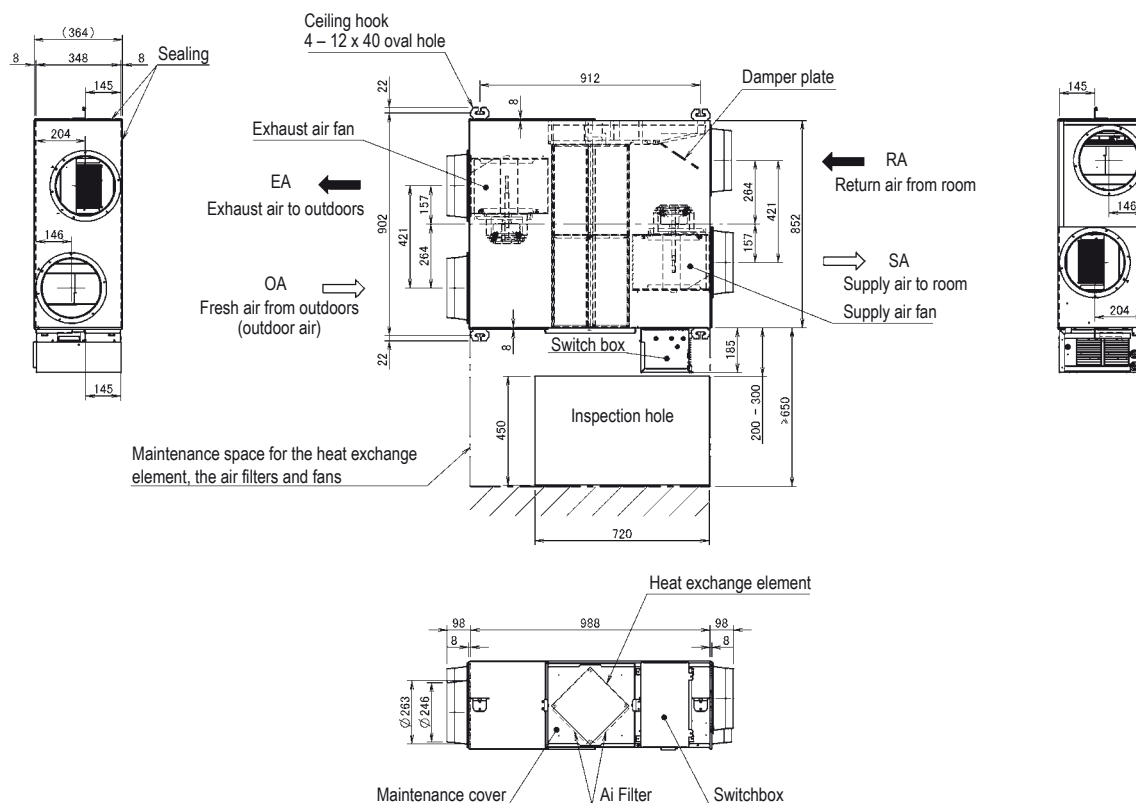 (364)
8
348
8
Sealing
145
204
146
145
Ceiling hook
4 – 12 x 40 oval hole
22
912
8
Damper plate
Exhaust air fan
EA
Exhaust air to outdoors
RA
Return air from room
902
421
157
264
264
157
421
852
OA
Fresh air from outdoors
(outdoor air)
SA
Supply air to room
Supply air fan
22
8
Switch box
185
200 - 300
≥650
450
Inspection hole
Maintenance space for the heat exchange
element, the air filters and fans
720
145
146
204
Heat exchange element
98
988
98
8
8
Ø263
Ø246
Maintenance cover
Ai Filter
Switchbox